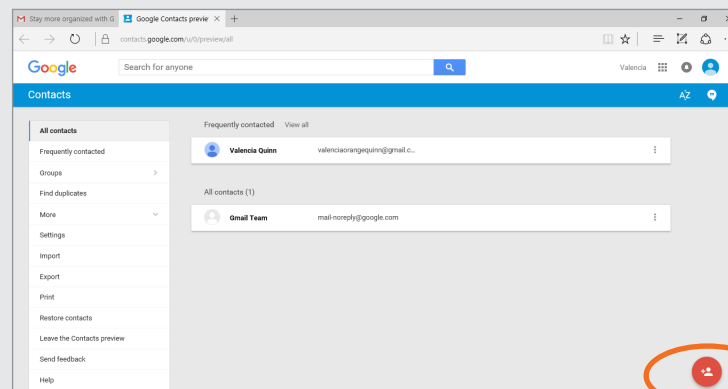 Stay more organized with G
Google Contacts previe
contacts.google.com/u/0/preview/all
Google
Search for anyone
Valencia
Contacts
AZ
All contacts
Frequently contacted
Groups
Find duplicates
More
Settings
Import
Export
Print
Restore contacts
Leave the Contacts preview
Send feedback
Help
Frequently contacted View all
Valencia Quinn valenciaorangequinn@gmail.c...
All contacts (1)
Gmail Team mail-noreply@google.com